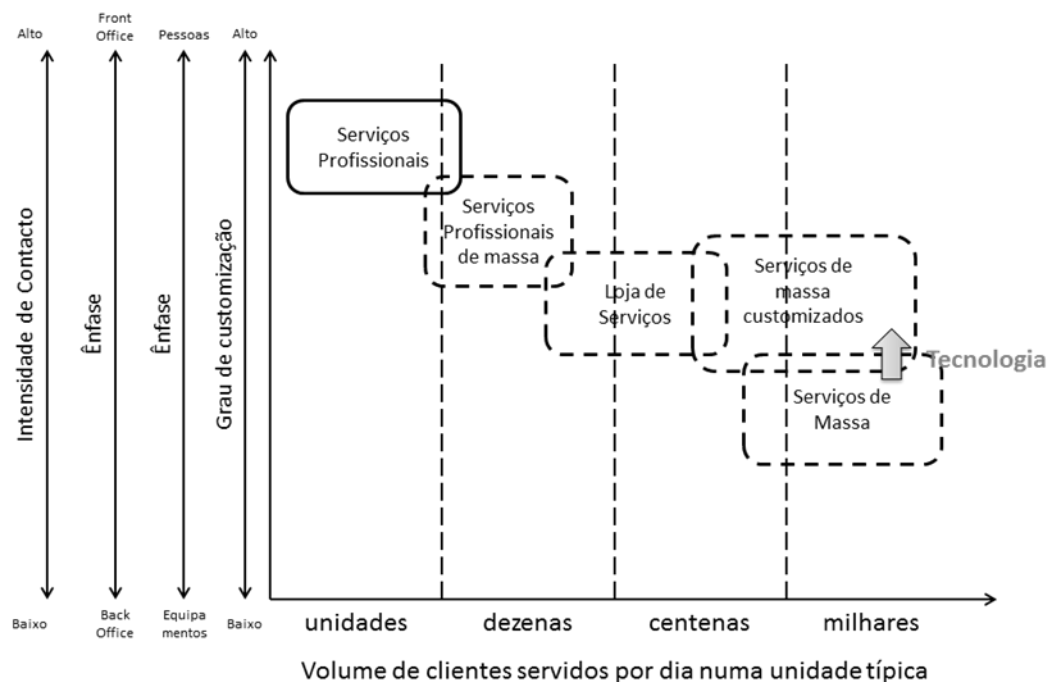 Alto
Front
Office
Pessoas
Alto
Intensidade de Contacto
Ênfase
Ênfase
Grau de customização
Serviços
Profissionais
Serviços
Profissionais
de massa
Loja de
Serviços
Serviços de
massa
customizados
Tecnologia
Serviços de
Massa
Baixo
Back
Office
Equipa
mentos
Baixo
unidades
dezenas
centenas
milhares
Volume de clientes servidos por dia numa unidade típica